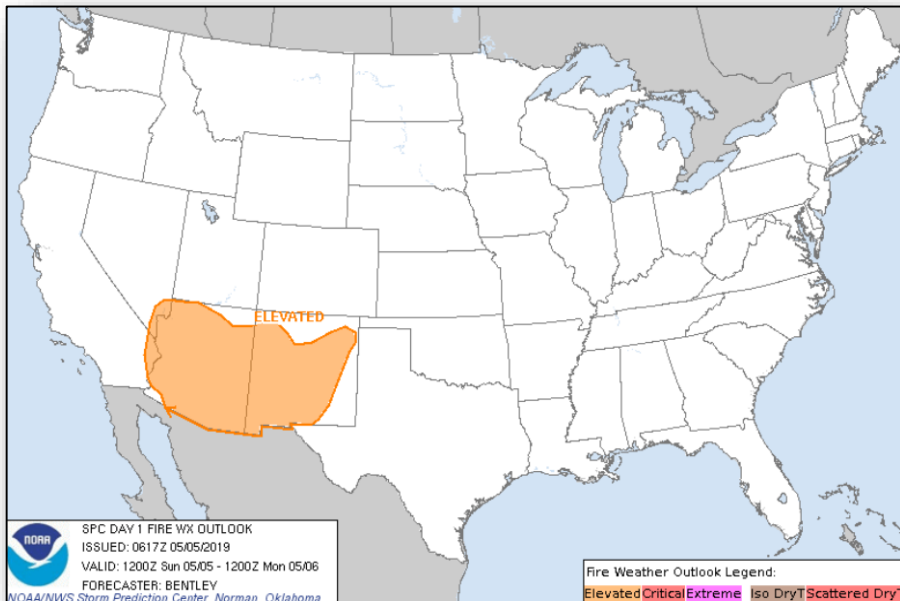 ELEVATED
NOAA
SPC DAY 1 FIRE WX OUTLOOK
ISSUED: 0617Z 05/05/2019
VALID: 1200Z Sun 05/05 - 1200Z Mon 05/06
FORECASTER: BENTLEY
NOAA/NWS Storm Prediction Center, Norman, Oklahoma
Fire Weather Outlook Legend:
Elevated Critical Extreme Iso DryT Scattered DryT